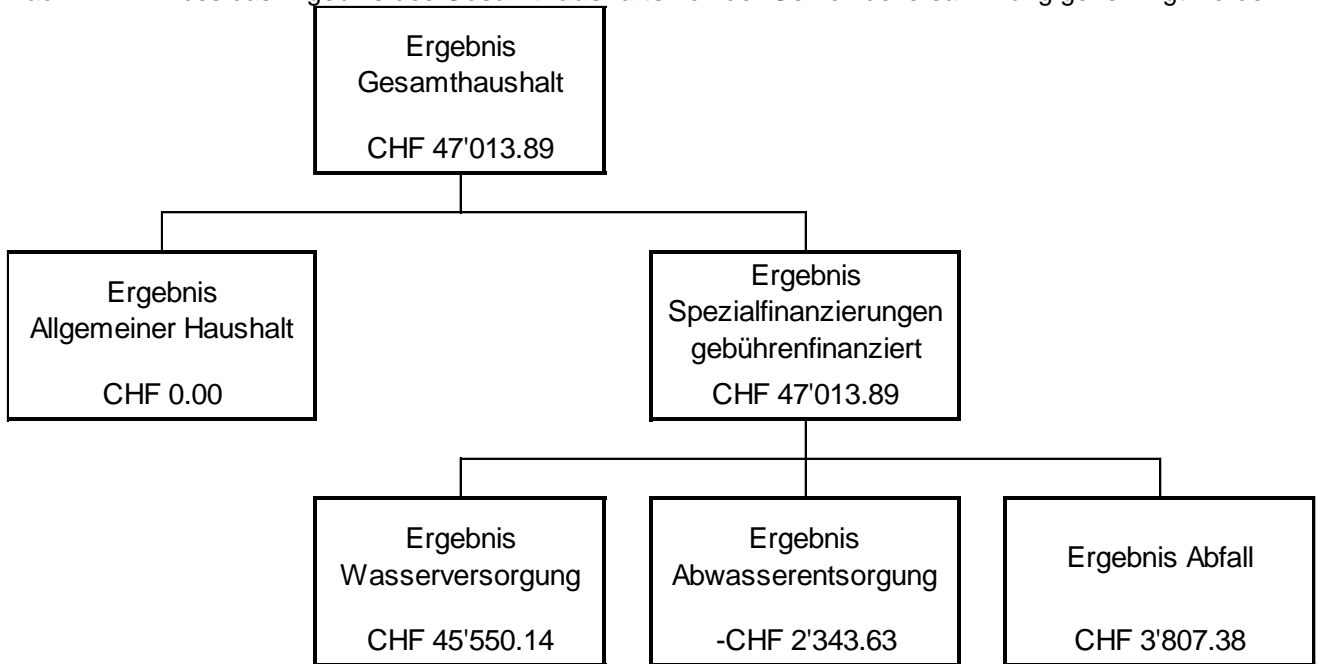 Ergebnis
Gesamthaushalt
CHF 47'013.89
Ergebnis
Allgemeiner Haushalt
CHF 0.00
Ergebnis
Spezialfinanzierungen
gebührenfinanziert
CHF 47'013.89
Ergebnis
Wasserversorgung
CHF 45'550.14
Ergebnis
Abwasserentsorgung
-CHF 2'343.63
Ergebnis Abfall
CHF 3'807.38